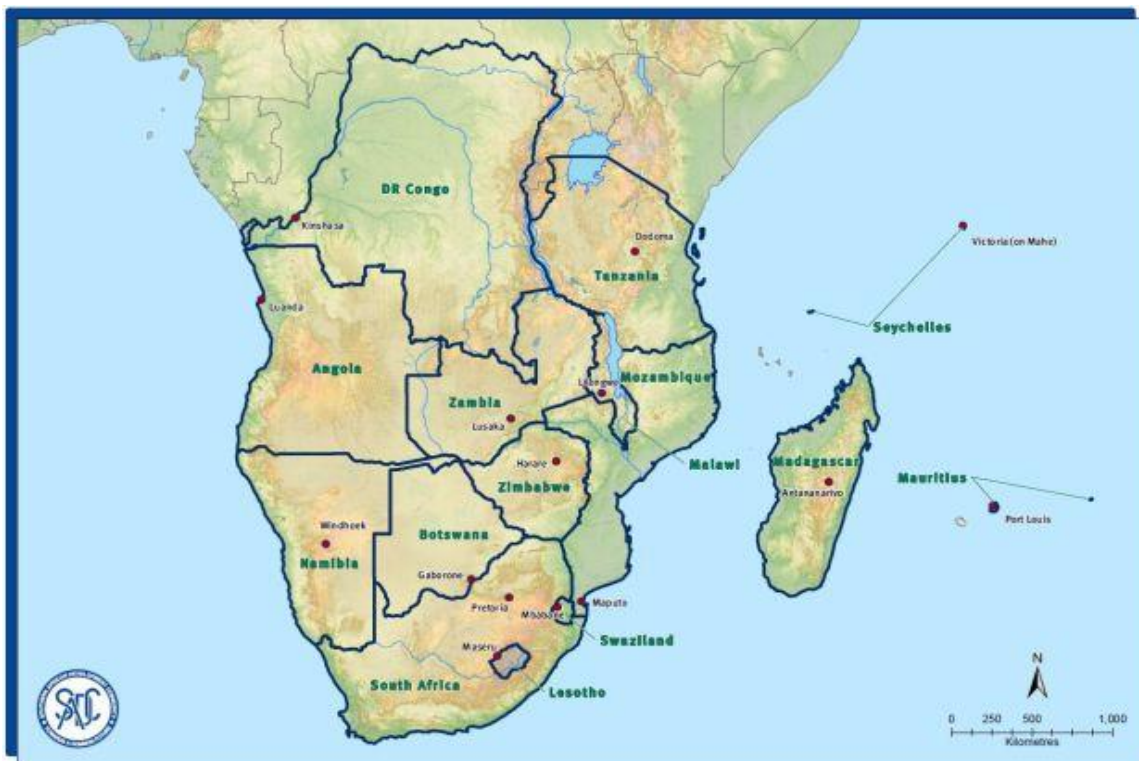 DR Congo
Kinshasa
Dodoma
Victoria (on Mahe)
Tanzania
Luanda
Seychelles
Angola
Mozambique
Lilongwe
Zambia
Lusaka
Harare
Malawi
Madagascar
Zimbabwe
Mauritius
Antananarivo
Port Louis
Windhoek
Botswana
Namibia
Gaborone
Pretoria
Mbabane
Maputo
Maseru
Swaziland
South Africa
Lesotho
N
SADC
0 250 500 1,000
Kilometres